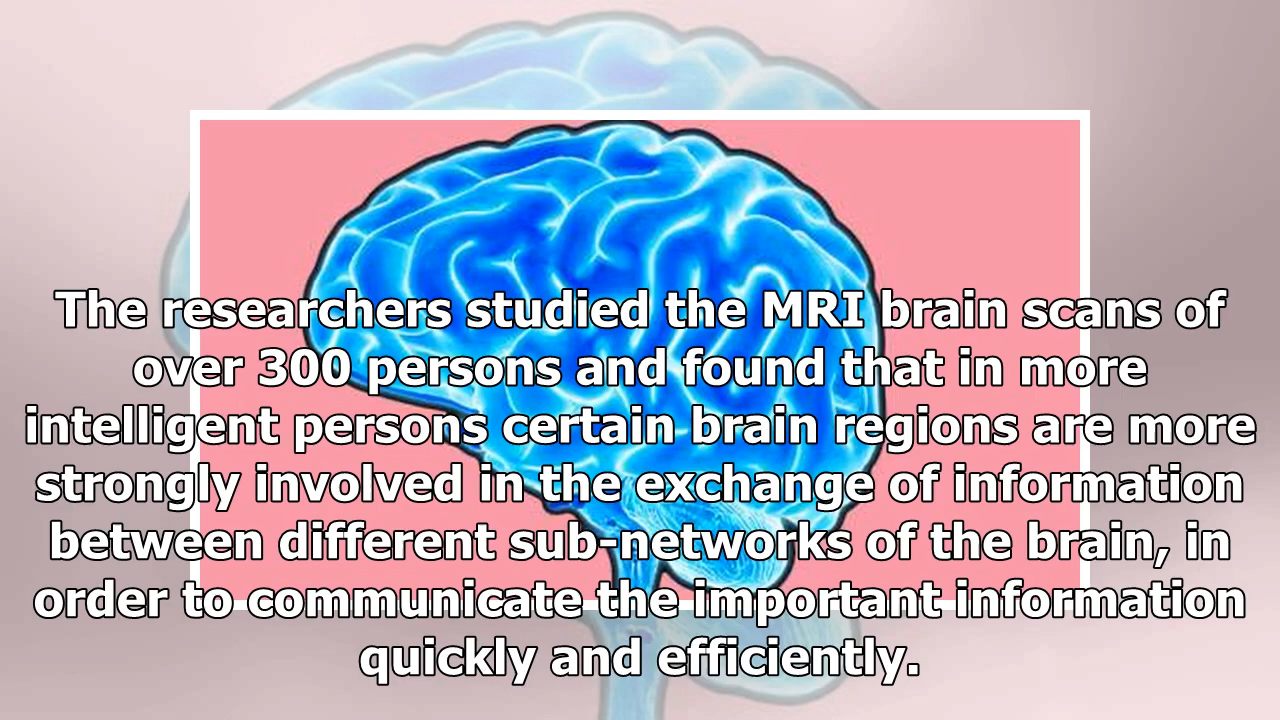 The researchers studied the MRI brain scans of
over 300 persons and found that in more
intelligent persons certain brain regions are more
strongly involved in the exchange of information
between different sub-networks of the brain, in
order to communicate the important information
quickly and efficiently.